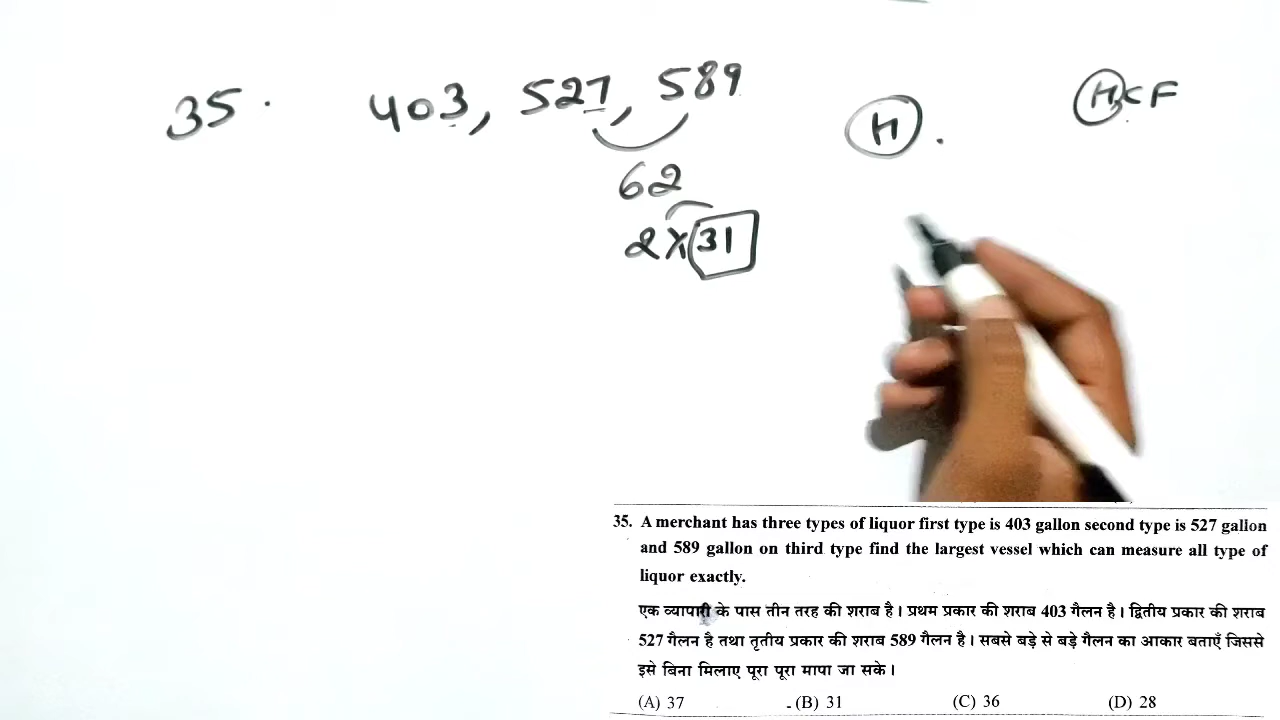 35. 403, 527, 589 H. HCF
62
2×31
35. A merchant has three types of liquor first type is 403 gallon second type is 527 gallon
and 589 gallon on third type find the largest vessel which can measure all type of
liquor exactly.
एक व्यापारी के पास तीन तरह की शराब है। प्रथम प्रकार की शराब 403 गैलन है। द्वितीय प्रकार की शराब
527 गैलन है तथा तृतीय प्रकार की शराब 589 गैलन है। सबसे बड़े से बड़े गैलन का आकार बताएँ जिससे
इसे बिना मिलाए पूरा पूरा मापा जा सके।
(A) 37 (B) 31 (C) 36 (D) 28